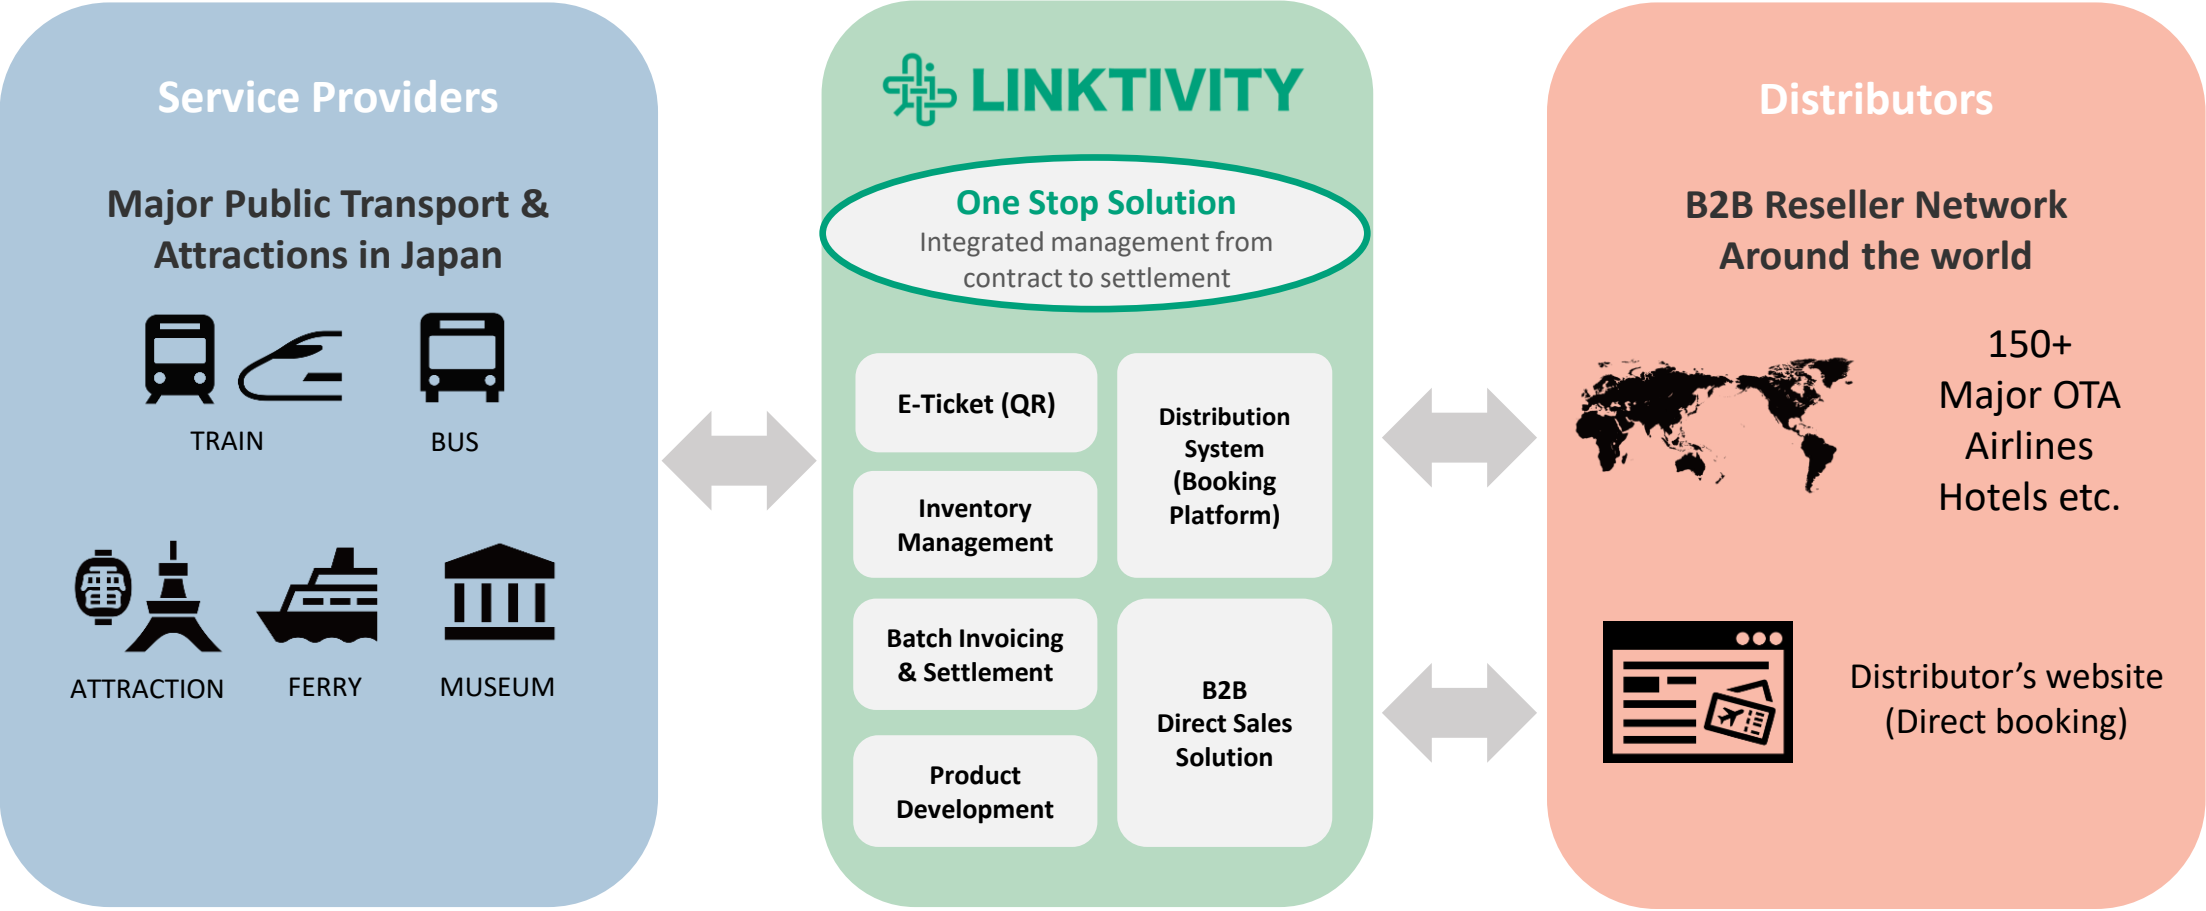 Service Providers
Major Public Transport &
Attractions in Japan
TRAIN
BUS
雷
ATTRACTION
FERRY
MUSEUM
LINKTIVITY
One Stop Solution
Integrated management from
contract to settlement
E-Ticket (QR)
Inventory
Management
Batch Invoicing
& Settlement
Product
Development
Distribution
System
(Booking
Platform)
B2B
Direct Sales
Solution
Distributors
B2B Reseller Network
Around the world
150+
Major OTA
Airlines
Hotels etc.
Distributor’s website
(Direct booking)